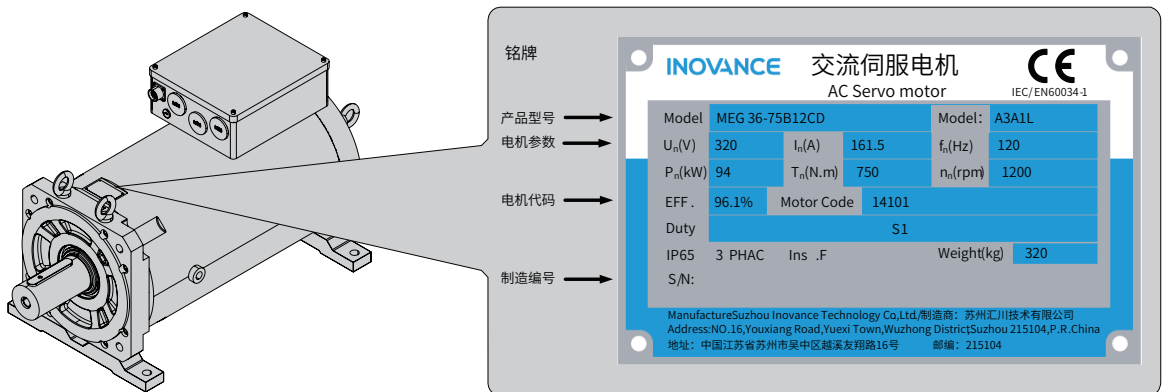 铭牌
INOVANCE 交流伺服电机 CE
AC Servo motor IEC/EN60034-1
产品型号 Model MEG 36-75B12CD Model: A3A1L
电机参数 Un(V) 320 In(A) 161.5 fn(Hz) 120
Pn(kW) 94 Tn(N.m) 750 nn(rpm) 1200
电机代码 EFF. 96.1% Motor Code 14101
Duty S1
IP65 3 PHAC Ins .F Weight(kg) 320
制造编号 S/N:
ManufactureSuzhou Inovance Technology Co,Ltd./制造商：苏州汇川技术有限公司
Address:NO.16,Youxiang Road,Yuexi Town,Wuzhong District,Suzhou 215104,P.R.China
地址：中国江苏省苏州市吴中区越溪友翔路16号 邮编：215104